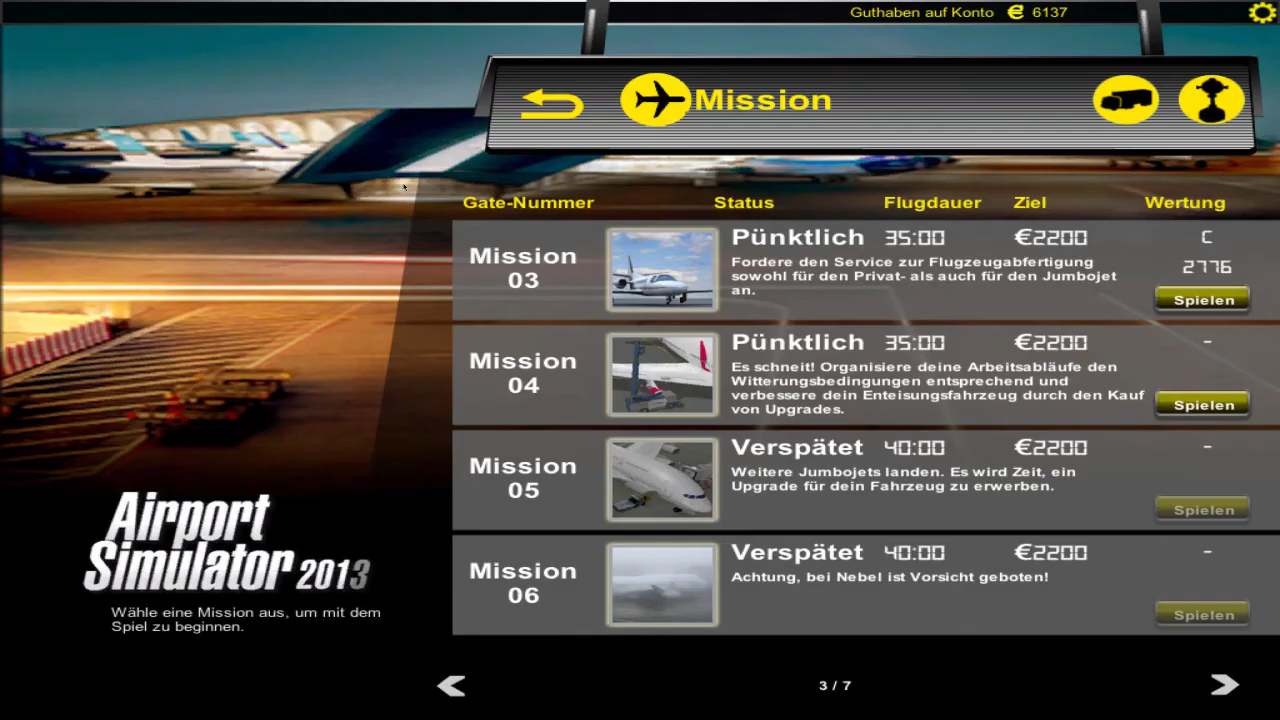 Guthaben auf Konto € 6137
Mission
Gate-Nummer Status Flugdauer Ziel Wertung
Mission 03
Pünktlich 35:00 €2200 C
Fordere den Service zur Flugzeugabfertigung
sowohl für den Privat- als auch für den Jumbojet
an.
2776
Spielen
Mission 04
Pünktlich 35:00 €2200 -
Es schneit! Organisiere deine Arbeitsabläufe den
Witterungsbedingungen entsprechend und
verbessere dein Enteisungsfahrzeug durch den Kauf
von Upgrades.
Spielen
Mission 05
Verspätet 40:00 €2200 -
Weitere Jumbojets landen. Es wird Zeit, ein
Upgrade für dein Fahrzeug zu erwerben.
Spielen
Mission 06
Verspätet 40:00 €2200 -
Achtung, bei Nebel ist Vorsicht geboten!
Spielen
Airport
Simulator 2013
Wähle eine Mission aus, um mit dem
Spiel zu beginnen.
3 / 7